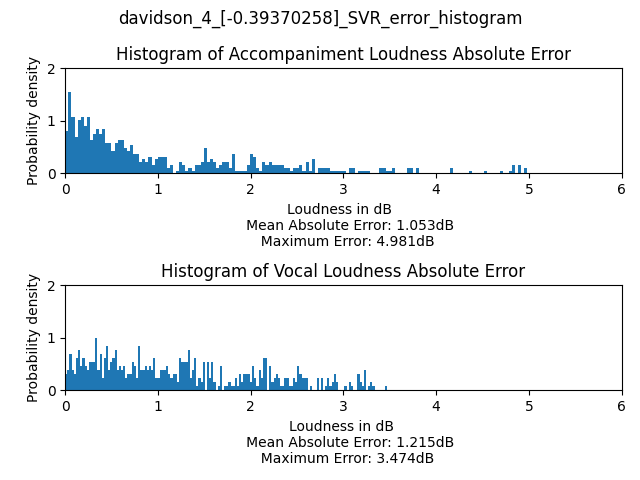 davidson_4_[-0.39370258]_SVR_error_histogram
Histogram of Accompaniment Loudness Absolute Error
Probability density
2
1
0
0 1 2 3 4 5 6
Loudness in dB
Mean Absolute Error: 1.053dB
Maximum Error: 4.981dB
Histogram of Vocal Loudness Absolute Error
Probability density
2
1
0
0 1 2 3 4 5 6
Loudness in dB
Mean Absolute Error: 1.215dB
Maximum Error: 3.474dB